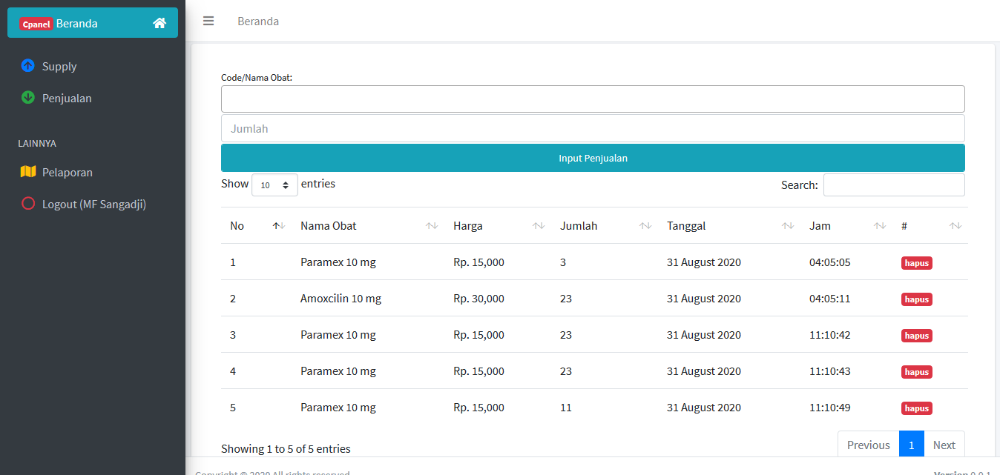 Cpanel Beranda
Supply
Penjualan
LAINNYA
Pelaporan
Logout (MF Sangadji)
Beranda
Code/Nama Obat:
Jumlah
Input Penjualan
Show 10 entries
Search:
No Nama Obat Harga Jumlah Tanggal Jam #
1 Paramex 10 mg Rp. 15,000 3 31 August 2020 04:05:05 hapus
2 Amoxcilin 10 mg Rp. 30,000 23 31 August 2020 04:05:11 hapus
3 Paramex 10 mg Rp. 15,000 23 31 August 2020 11:10:42 hapus
4 Paramex 10 mg Rp. 15,000 23 31 August 2020 11:10:43 hapus
5 Paramex 10 mg Rp. 15,000 11 31 August 2020 11:10:49 hapus
Showing 1 to 5 of 5 entries
Previous 1 Next
Copyright © 2020 All rights reserved
Version 0.0.1